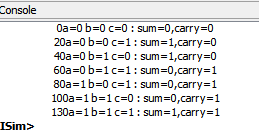 Console
0a=0 b=0 c=0 : sum=0,carry=0
20a=0 b=0 c=1 : sum=1,carry=0
40a=0 b=1 c=0 : sum=1,carry=0
60a=0 b=1 c=0 : sum=0,carry=1
80a=1 b=0 c=0 : sum=0,carry=1
100a=1 b=1 c=0 : sum=0,carry=1
130a=1 b=1 c=1 : sum=1,carry=1
ISim>